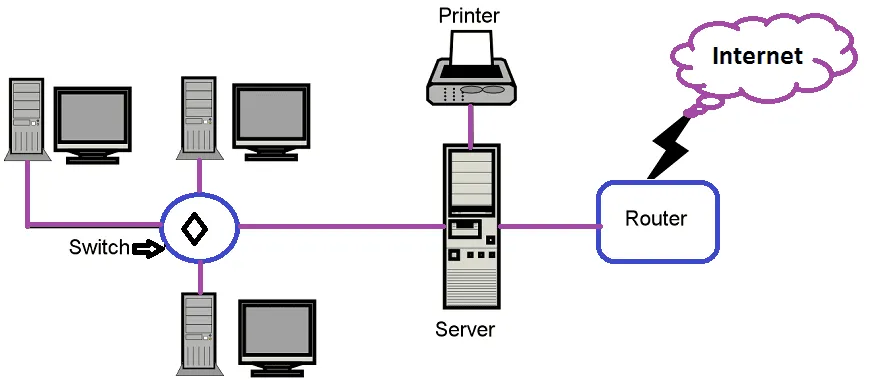 Printer
Internet
Router
Switch
Server